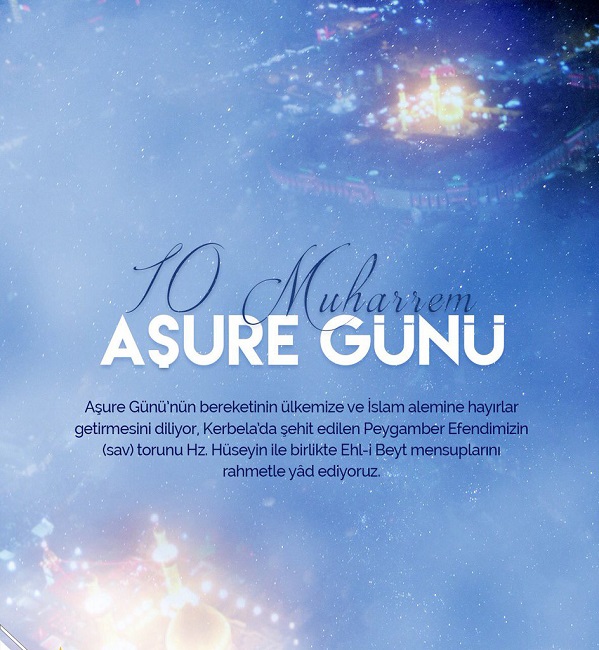 10 Muharrem
AŞURE GÜNÜ
Aşure Günü'nün bereketinin ülkemize ve İslam alemine hayırlar
getirmesini diliyor, Kerbela'da şehit edilen Peygamber Efendimizin
(sav) torunu Hz. Hüseyin ile birlikte Ehl-i Beyt mensuplarını
rahmetle yâd ediyoruz.